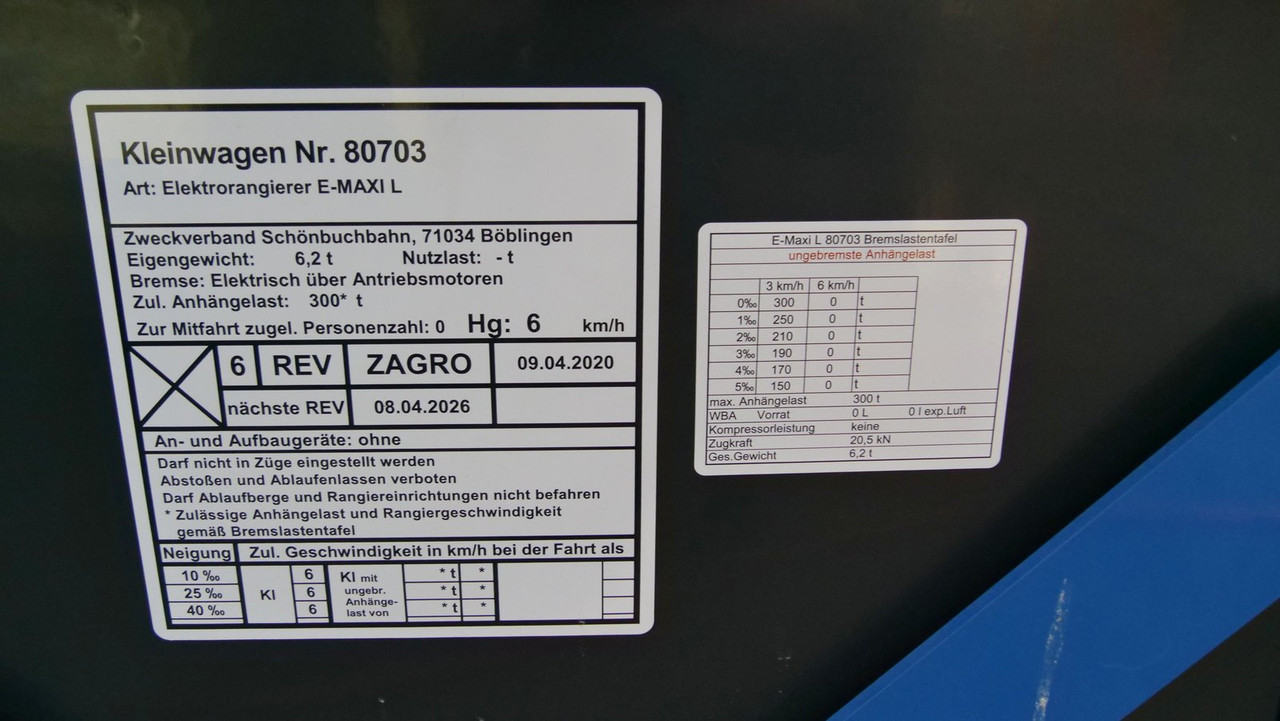 Kleinwagen Nr. 80703
Art: Elektrorangierer E-MAXI L
Zweckverband Schönbuchbahn, 71034 Böblingen
Eigengewicht: 6,2 t Nutzlast: - t
Bremse: Elektrisch über Antriebsmotoren
Zul. Anhängelast: 300* t
Zur Mitfahrt zugel. Personenzahl: 0 Hg: 6 km/h
6 REV ZAGRO 09.04.2020
nächste REV 08.04.2026
An- und Aufbaugeräte: ohne
Darf nicht in Züge eingestellt werden
Abstoßen und Ablaufenlassen verboten
Darf Ablaufberge und Rangiereinrichtungen nicht befahren
* Zulässige Anhängelast und Rangiergeschwindigkeit
gemäß Bremslastentafel
Neigung Zul. Geschwindigkeit in km/h bei der Fahrt als
10 ‰ 6 * t *
25 ‰ 6 * t *
40 ‰ 6 * t *
Kl
Kl mit
ungebr.
Anhänge-
last von
E-Maxi L 80703 Bremslastentafel
ungebremste Anhängelast
3 km/h 6 km/h
0‰ 300 0 t
1‰ 250 0 t
2‰ 210 0 t
3‰ 190 0 t
4‰ 170 0 t
5‰ 150 0 t
max. Anhängelast 300 t
WBA Vorrat 0 L 0 l exp.Luft
Kompressorleistung keine
Zugkraft 20,5 kN
Ges.Gewicht 6,2 t